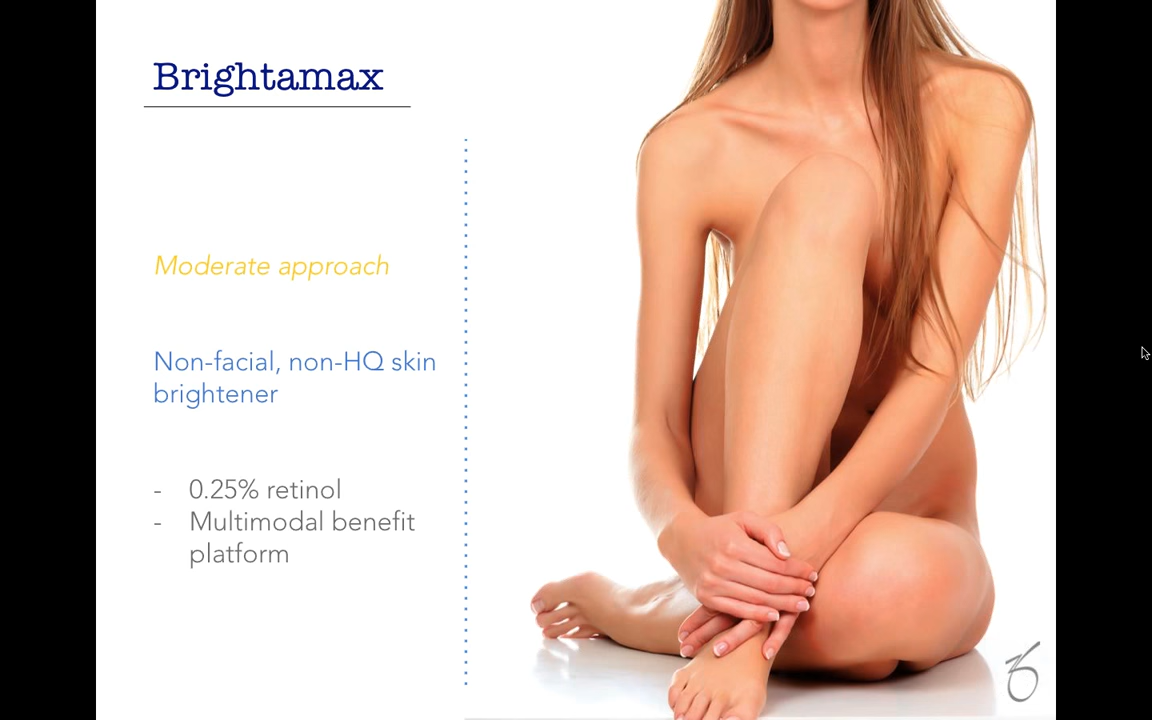 Brightamax
Moderate approach
Non-facial, non-HQ skin
brightener
- 0.25% retinol
- Multimodal benefit
platform